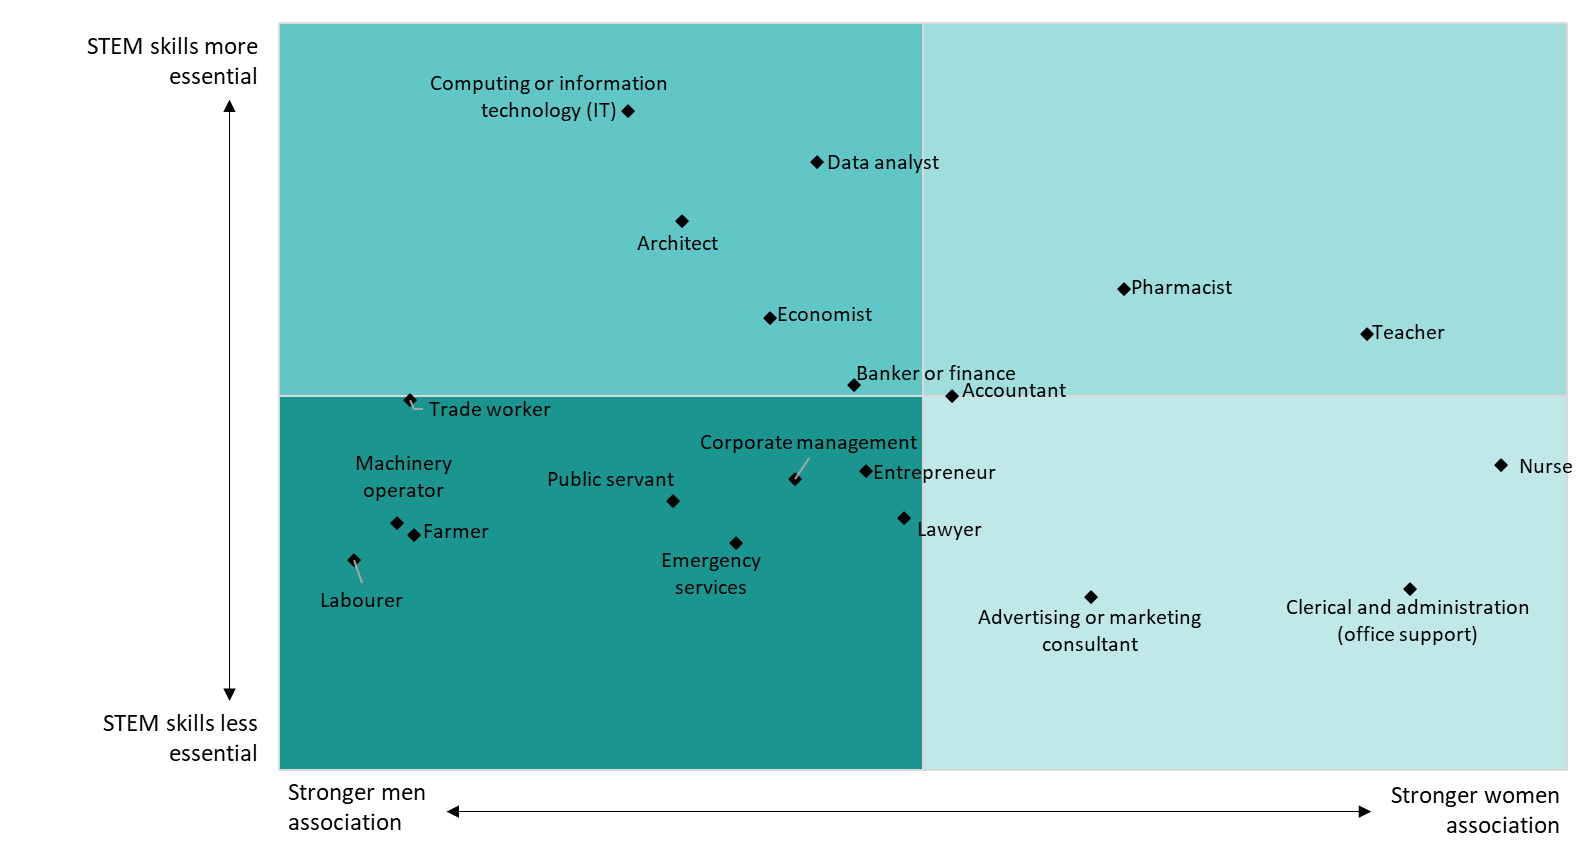 STEM skills more
essential
Computing or information
technology (IT)
Data analyst
Architect
Pharmacist
Economist
Teacher
Banker or finance
Accountant
Trade worker
Corporate management
Machinery
operator
Public servant
Entrepreneur
Nurse
Farmer
Lawyer
Emergency
services
Labourer
Advertising or marketing
consultant
Clerical and administration
(office support)
STEM skills less
essential
Stronger men
association
Stronger women
association